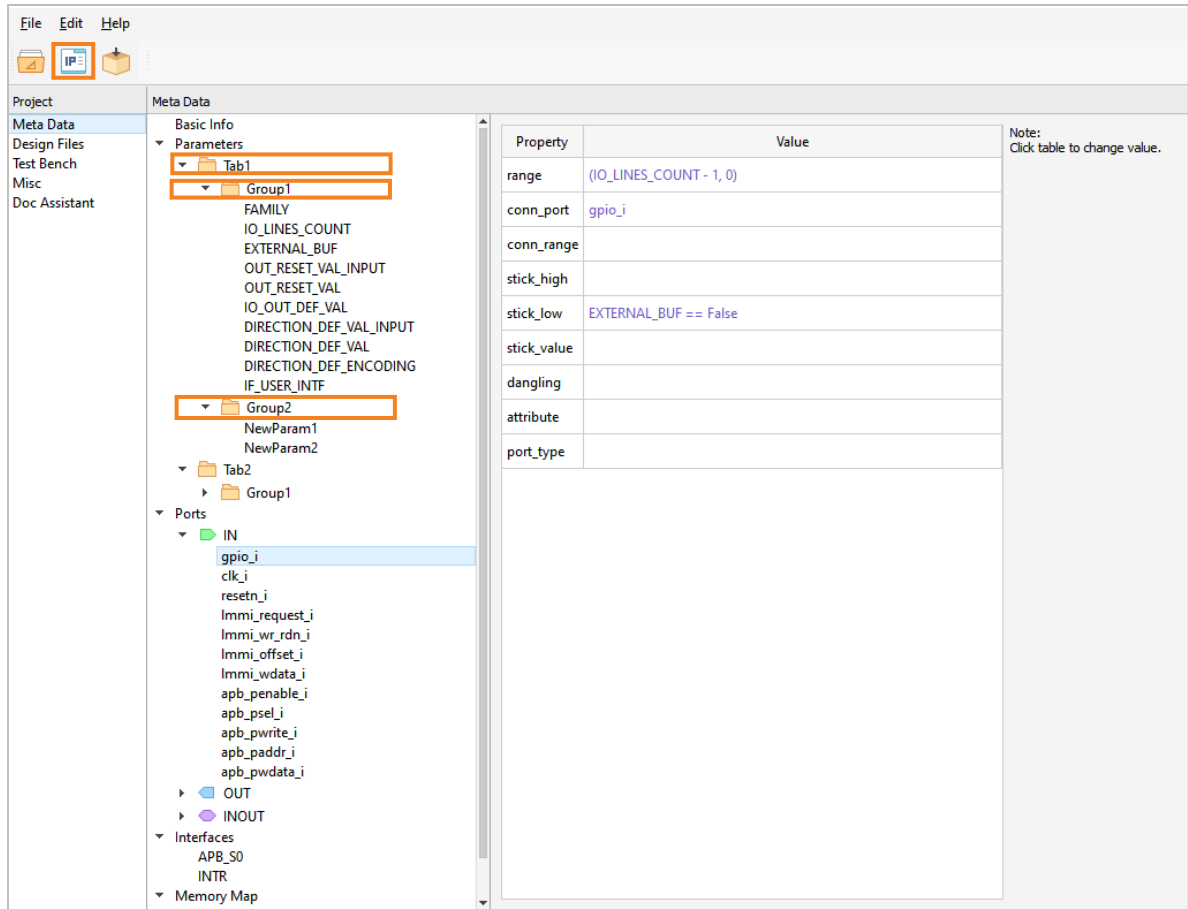 File Edit Help
IP
Project
Meta Data
Design Files
Test Bench
Misc
Doc Assistant
Meta Data
Basic Info
Parameters
Tab1
Group1
FAMILY
IO_LINES_COUNT
EXTERNAL_BUF
OUT_RESET_VAL_INPUT
OUT_RESET_VAL
IO_OUT_DEF_VAL
DIRECTION_DEF_VAL_INPUT
DIRECTION_DEF_VAL
DIRECTION_DEF_ENCODING
IF_USER_INTF
Group2
NewParam1
NewParam2
Tab2
Group1
Ports
IN
gpio_i
clk_i
resetn_i
lmmi_request_i
lmmi_wr_rdn_i
lmmi_offset_i
lmmi_wdata_i
apb_penable_i
apb_psel_i
apb_pwrite_i
apb_paddr_i
apb_pwdata_i
OUT
INOUT
Interfaces
APB_S0
INTR
Memory Map
Property Value
range (IO_LINES_COUNT - 1, 0)
conn_port gpio_i
conn_range
stick_high
stick_low EXTERNAL_BUF == False
stick_value
dangling
attribute
port_type
Note:
Click table to change value.